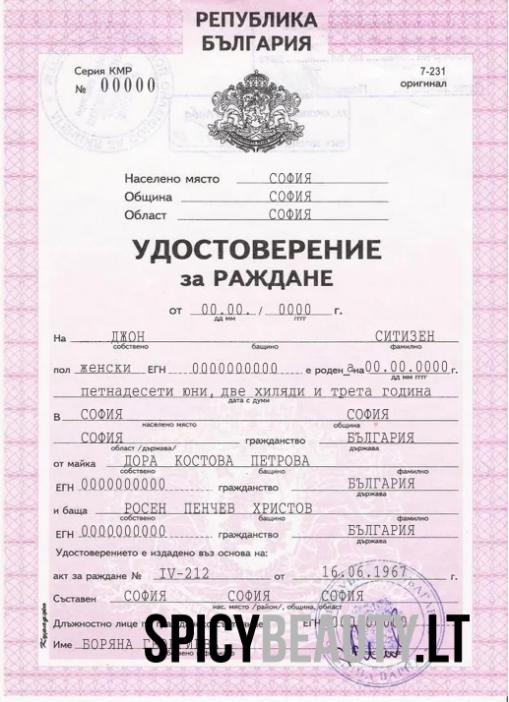 РЕПУБЛИКА
БЪЛГАРИЯ
Серия КМР
№ 00000
7-231
оригинал
Населено място СОФИЯ
Община СОФИЯ
Област СОФИЯ
УДОСТОВЕРЕНИЕ
за РАЖДАНЕ
от 00.00. / 0000 г.
дд мм гггг
На ДЖОН СИТИЗЕН
собствено бащино фамилно
пол женски ЕГН 0000000000 е роден а на 00.00.0000 г.
дд мм гггг
петнадесети юни, две хиляди и трета година
дата с думи
В СОФИЯ СОФИЯ
населено място община
СОФИЯ гражданство БЪЛГАРИЯ
област /държава/ държава
от майка ДОРА КОСТОВА ПЕТРОВА
собствено бащино фамилно
ЕГН 0000000000 гражданство БЪЛГАРИЯ
държава
и баща РОСЕН ПЕНЧЕВ ХРИСТОВ
собствено бащино фамилно
ЕГН 0000000000 гражданство БЪЛГАРИЯ
държава
Удостоверението е издадено въз основа на:
акт за раждане № IV-212 от 16.06.1967 г.
Съставен СОФИЯ СОФИЯ СОФИЯ
нас. място /район/, община, област
Длъжностно лице по
Име БОРЯНА
SPICYBEAUTY.LT